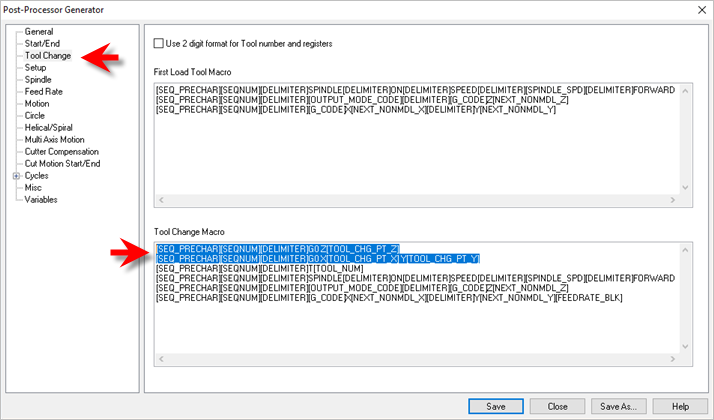 Post-Processor Generator
General
Start/End
Tool Change
Setup
Spindle
Feed Rate
Motion
Circle
Helical/Spiral
Multi Axis Motion
Cutter Compensation
Cut Motion Start/End
Cycles
Misc
Variables
Use 2 digit format for Tool number and registers
First Load Tool Macro
[SEQ_PRECHAR][SEQNUM][DELIMITER]SPINDLE[DELIMITER]ON[DELIMITER]SPEED[DELIMITER][SPINDLE_SPD][DELIMITER]FORWARD
[SEQ_PRECHAR][SEQNUM][DELIMITER][OUTPUT_MODE_CODE][DELIMITER][G_CODE]Z[NEXT_NONMDL_Z]
[SEQ_PRECHAR][SEQNUM][DELIMITER][G_CODE]X[NEXT_NONMDL_X][DELIMITER]Y[NEXT_NONMDL_Y]
Tool Change Macro
[SEQ_PRECHAR][SEQNUM][DELIMITER]G0Z[TOOL_CHG_PT_Z]
[SEQ_PRECHAR][SEQNUM][DELIMITER]G0X[TOOL_CHG_PT_X]Y[TOOL_CHG_PT_Y]
[SEQ_PRECHAR][SEQNUM][DELIMITER]T[TOOL_NUM]
[SEQ_PRECHAR][SEQNUM][DELIMITER]SPINDLE[DELIMITER]ON[DELIMITER]SPEED[DELIMITER][SPINDLE_SPD][DELIMITER]FORWARD
[SEQ_PRECHAR][SEQNUM][DELIMITER][OUTPUT_MODE_CODE][DELIMITER][G_CODE]Z[NEXT_NONMDL_Z]
[SEQ_PRECHAR][SEQNUM][DELIMITER][G_CODE]X[NEXT_NONMDL_X][DELIMITER]Y[NEXT_NONMDL_Y][FEEDRATE_BLK]
Save
Close
Save As...
Help